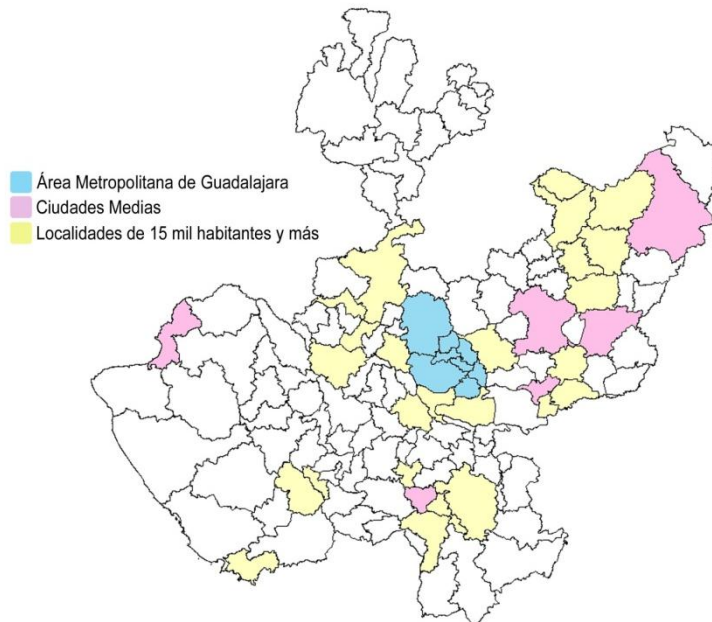 Área Metropolitana de Guadalajara
Ciudades Medias
Localidades de 15 mil habitantes y más